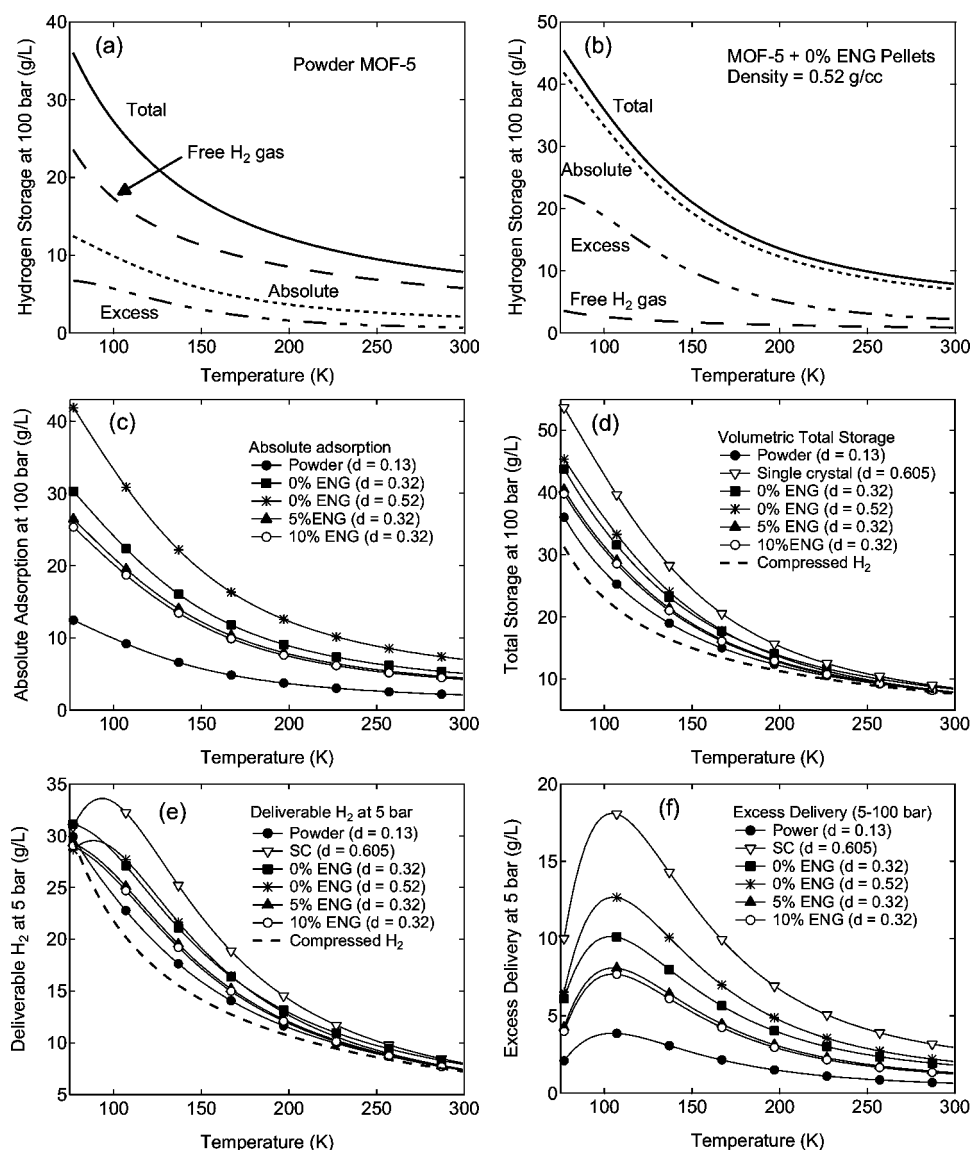 (a)
Powder MOF-5
Total
Free H₂ gas
Absolute
Excess
Hydrogen Storage at 100 bar (g/L)
40
30
20
10
0
100 150 200 250 300
Temperature (K)
(b)
MOF-5 + 0% ENG Pellets
Density = 0.52 g/cc
Total
Absolute
Excess
Free H₂ gas
Hydrogen Storage at 100 bar (g/L)
50
40
30
20
10
0
100 150 200 250 300
Temperature (K)
(c)
Absolute adsorption
Powder (d = 0.13)
0% ENG (d = 0.32)
0% ENG (d = 0.52)
5%ENG (d = 0.32)
10% ENG (d = 0.32)
Absolute Adsorption at 100 bar (g/L)
40
30
20
10
0
100 150 200 250 300
Temperature (K)
(d)
Volumetric Total Storage
Powder (d = 0.13)
Single crystal (d = 0.605)
0% ENG (d = 0.32)
0% ENG (d = 0.52)
5% ENG (d = 0.32)
10%ENG (d = 0.32)
Compressed H₂
Total Storage at 100 bar (g/L)
50
40
30
20
10
100 150 200 250 300
Temperature (K)
(e)
Deliverable H₂ at 5 bar
Powder (d = 0.13)
SC (d = 0.605)
0% ENG (d = 0.32)
0% ENG (d = 0.52)
5% ENG (d = 0.32)
10% ENG (d = 0.32)
Compressed H₂
Deliverable H₂ at 5 bar (g/L)
35
30
25
20
15
10
5
100 150 200 250 300
Temperature (K)
(f)
Excess Delivery (5-100 bar)
Power (d = 0.13)
SC (d = 0.605)
0% ENG (d = 0.32)
0% ENG (d = 0.52)
5% ENG (d = 0.32)
10% ENG (d = 0.32)
Excess Delivery at 5 bar (g/L)
20
15
10
5
0
100 150 200 250 300
Temperature (K)